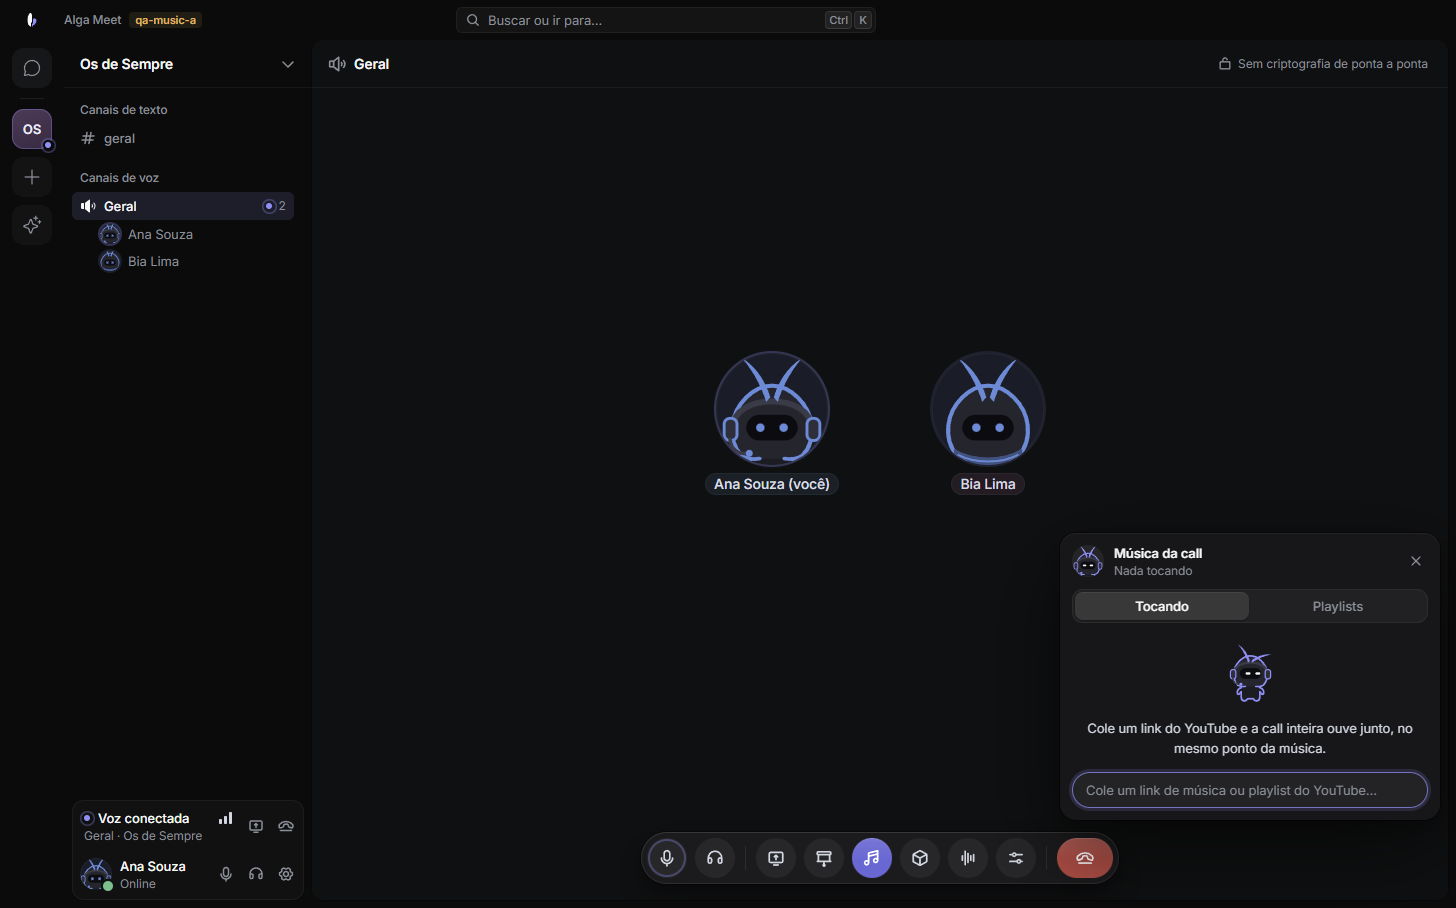 Alga Meet qa-music-a
Buscar ou ir para... Ctrl K
OS
Os de Sempre
Canais de texto
# geral
Canais de voz
Geral 2
Ana Souza
Bia Lima
Geral
Sem criptografia de ponta a ponta
Ana Souza (você)
Bia Lima
Música da call
Nada tocando
Tocando Playlists
Cole um link do YouTube e a call inteira ouve junto, no
mesmo ponto da música.
Cole um link de música ou playlist do YouTube...
Voz conectada
Geral · Os de Sempre
Ana Souza
Online